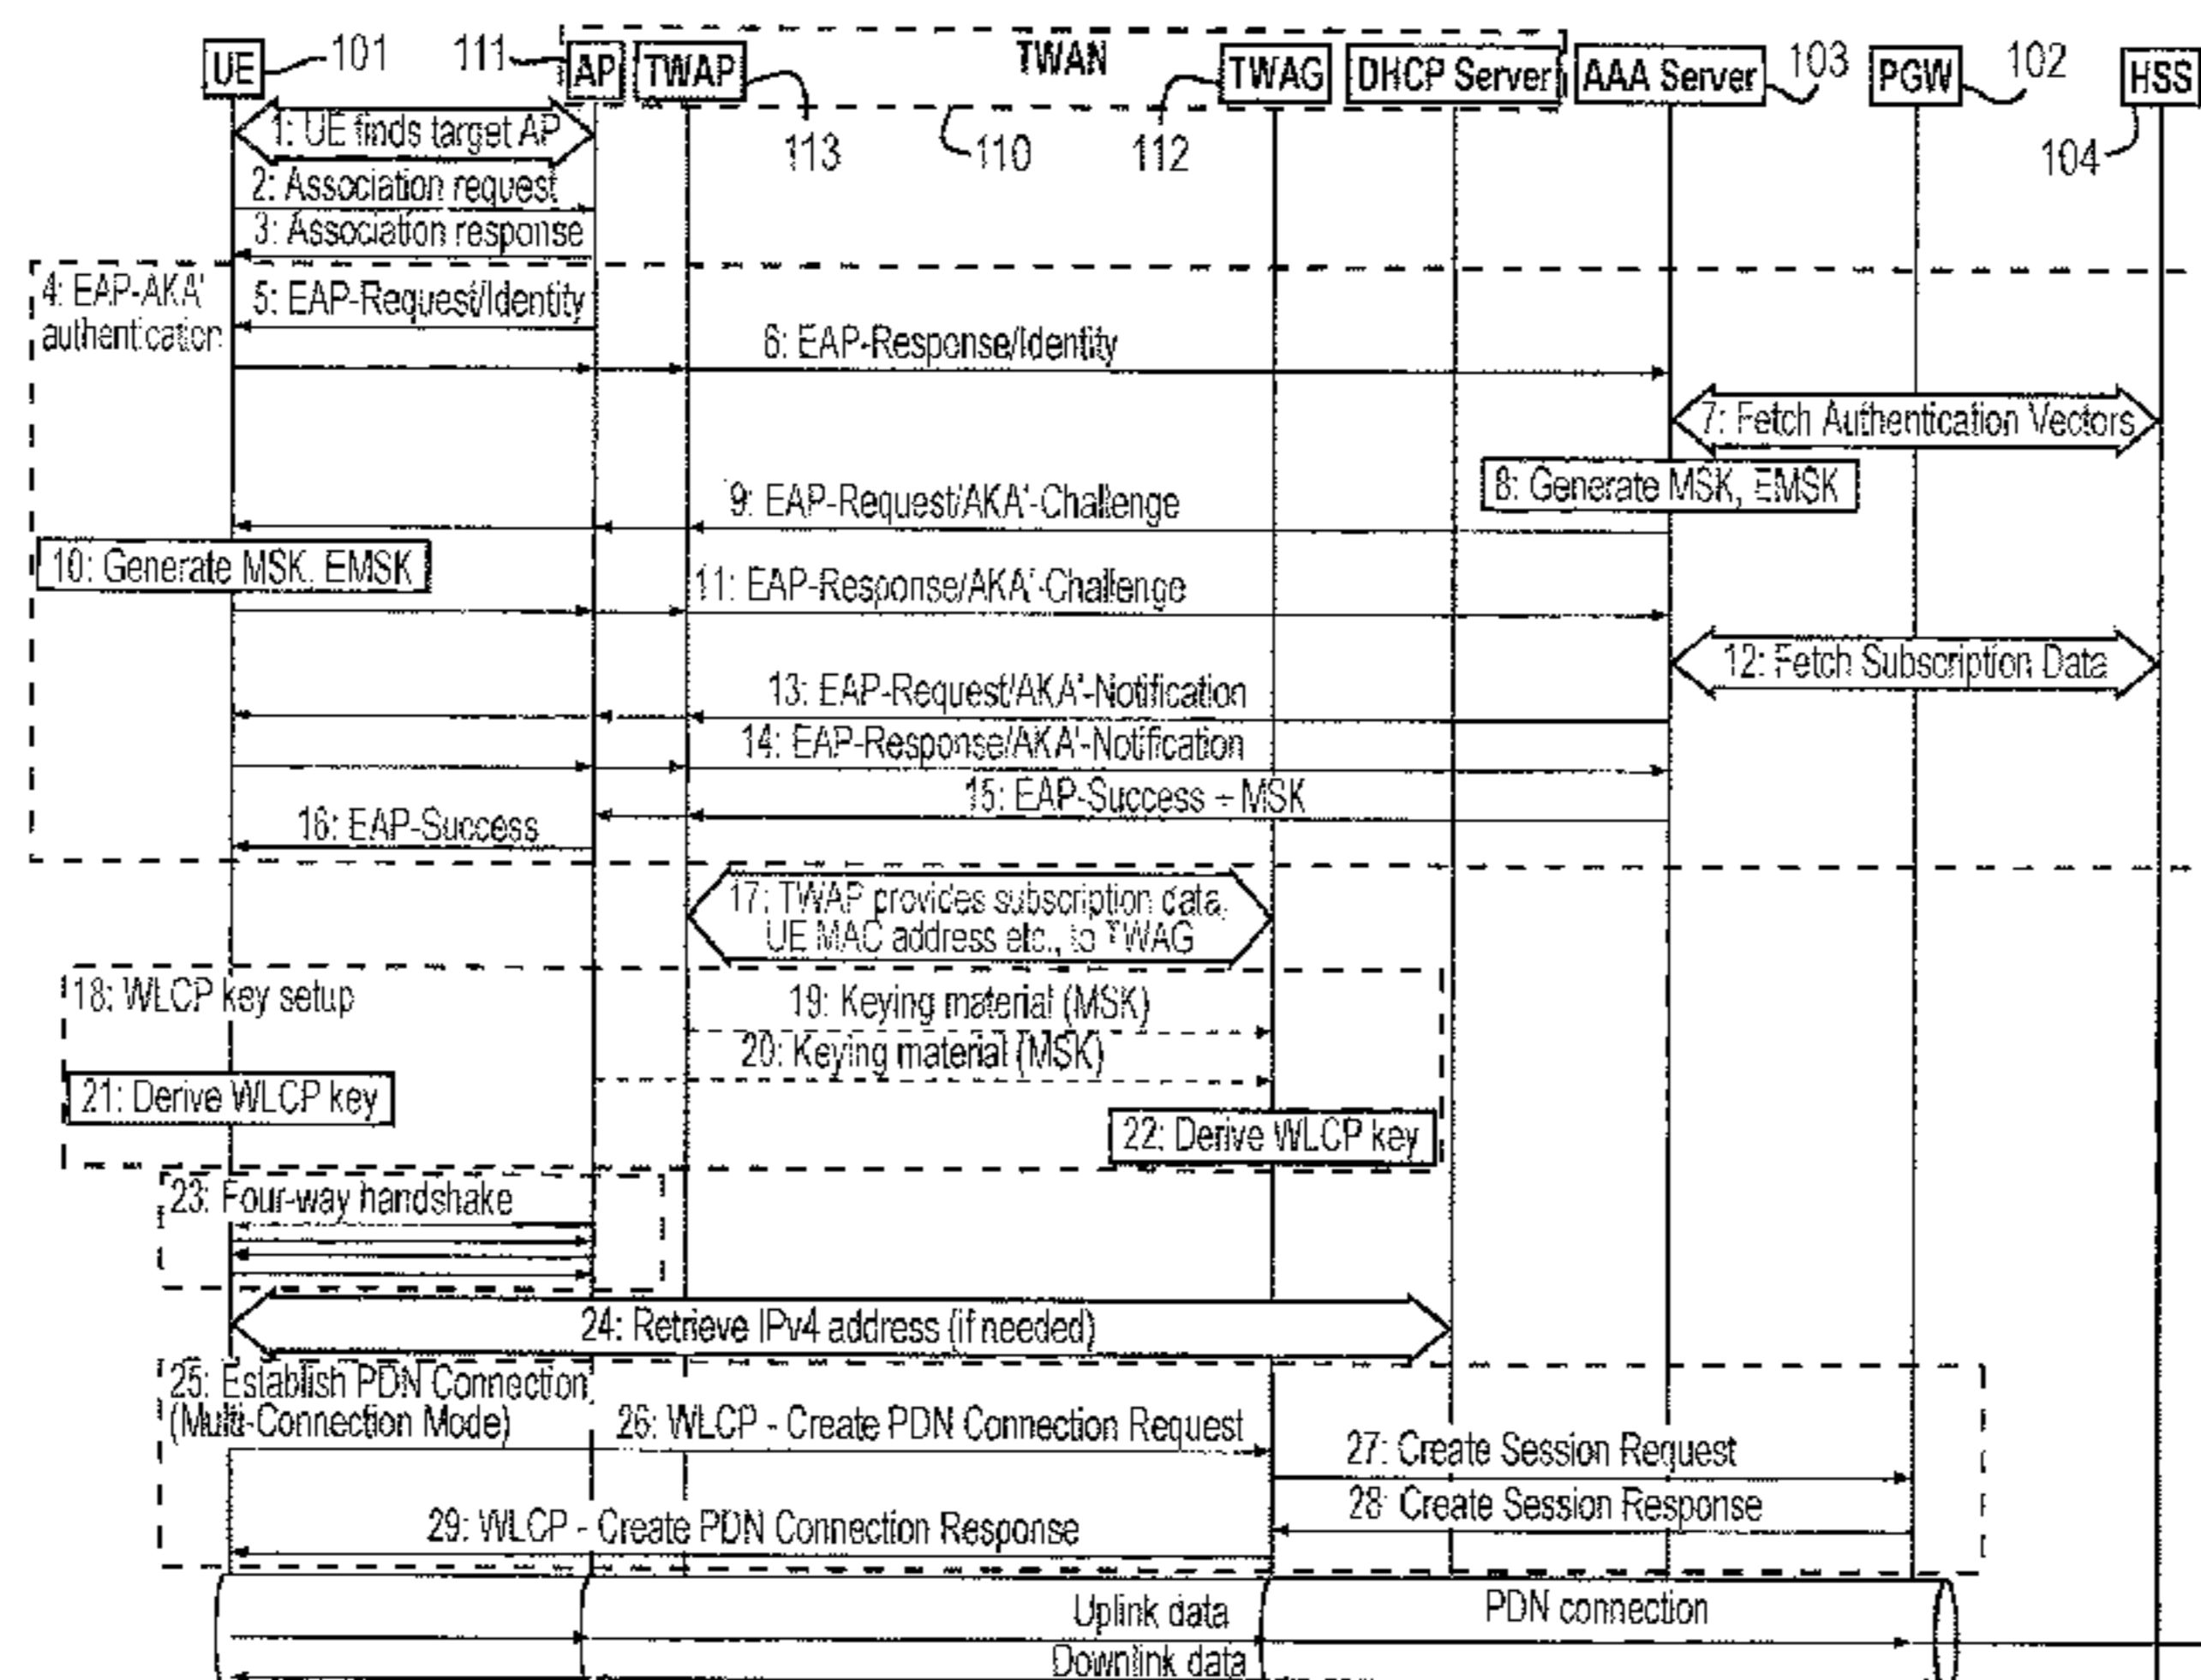 TWAN
UE
101
111
AP
TWAP
TWAG
DHCP Server
AAA Server
103
PGW
102
HSS
113
110
112
104
1: UE finds target AP
2: Association request
3: Association response
4: EAP-AKA'
authentication
5: EAP-Request/Identity
6: EAP-Response/Identity
7: Fetch Authentication Vectors
8: Generate MSK, EMSK
9: EAP-Request/AKA'-Challenge
10: Generate MSK. EMSK
11: EAP-Response/AKA'-Challenge
12: Fetch Subscription Data
13: EAP-Request/AKA'-Notification
14: EAP-Response/AKA'-Notification
15: EAP-Success + MSK
16: EAP-Success
17: TWAP provides subscription data,
UE MAC address etc., to TWAG
18: WLCP key setup
19: Keying material (MSK)
20: Keying material (MSK)
21: Derive WLCP key
22: Derive WLCP key
23: Four-way handshake
24: Retrieve IPv4 address (if needed)
25: Establish PDN Connection
(Multi-Connection Mode)
26: WLCP - Create PDN Connection Request
27: Create Session Request
28: Create Session Response
29: WLCP - Create PDN Connection Response
Uplink data
PDN connection
Downlink data